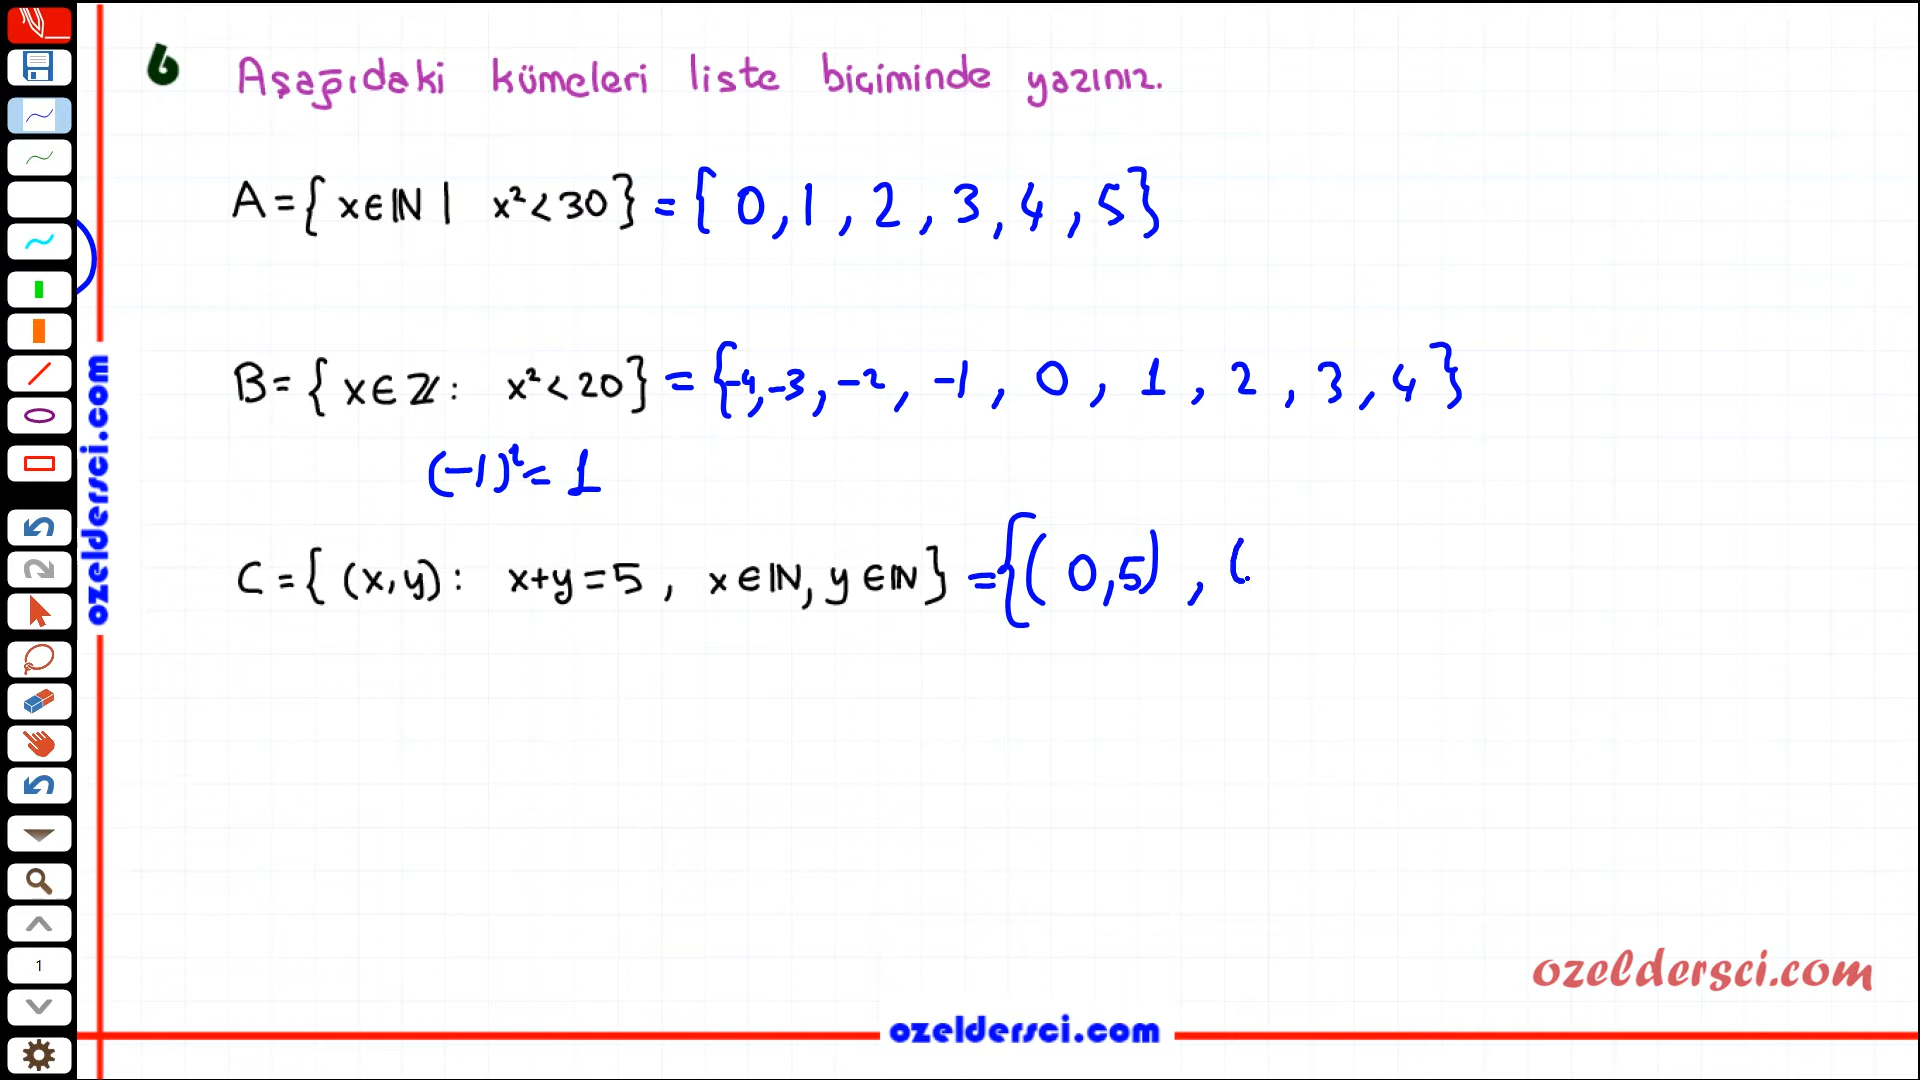 6 Aşağıdaki kümeleri liste biçiminde yazınız.
A={ x∈ℕ | x²<30} = { 0,1,2,3,4,5}
B={ x∈ℤ: x²<20} = {-4,-3,-2,-1,0,1,2,3,4}
(-1)²= 1
C={ (x,y): x+y=5, x∈ℕ, y∈ℕ} ={( 0,5), (
ozeldersci.com
1
ozeldersci.com
ozeldersci.com